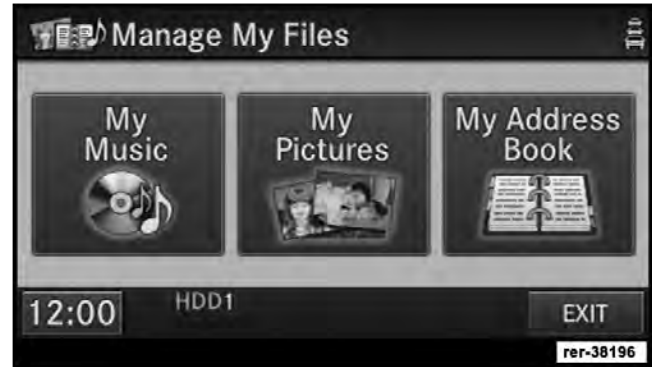 Manage My Files
My
Music
My
Pictures
My Address
Book
12:00
HDD1
EXIT
rer-38196